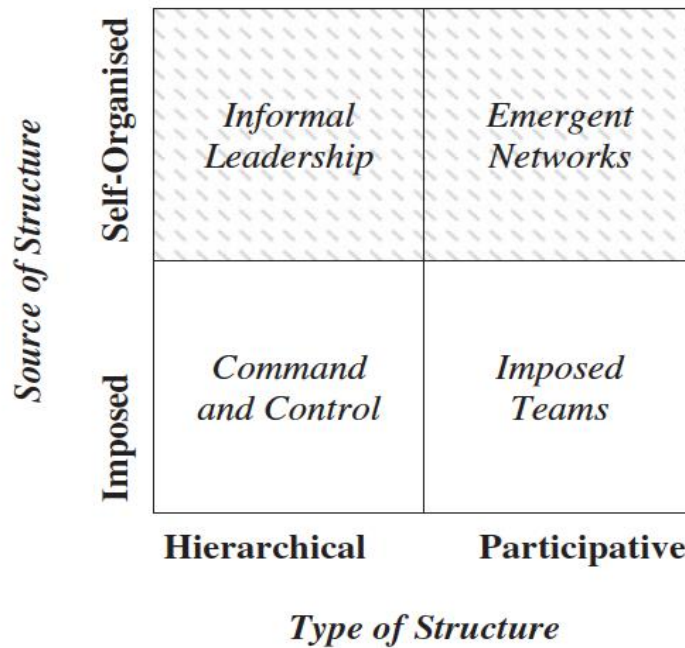 Source of Structure
Self-Organised
Imposed
Informal
Leadership
Emergent
Networks
Command
and Control
Imposed
Teams
Hierarchical
Participative
Type of Structure